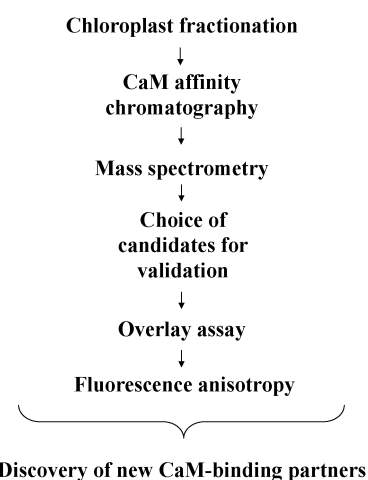 Chloroplast fractionation
CaM affinity
chromatography
Mass spectrometry
Choice of
candidates for
validation
Overlay assay
Fluorescence anisotropy
Discovery of new CaM-binding partners